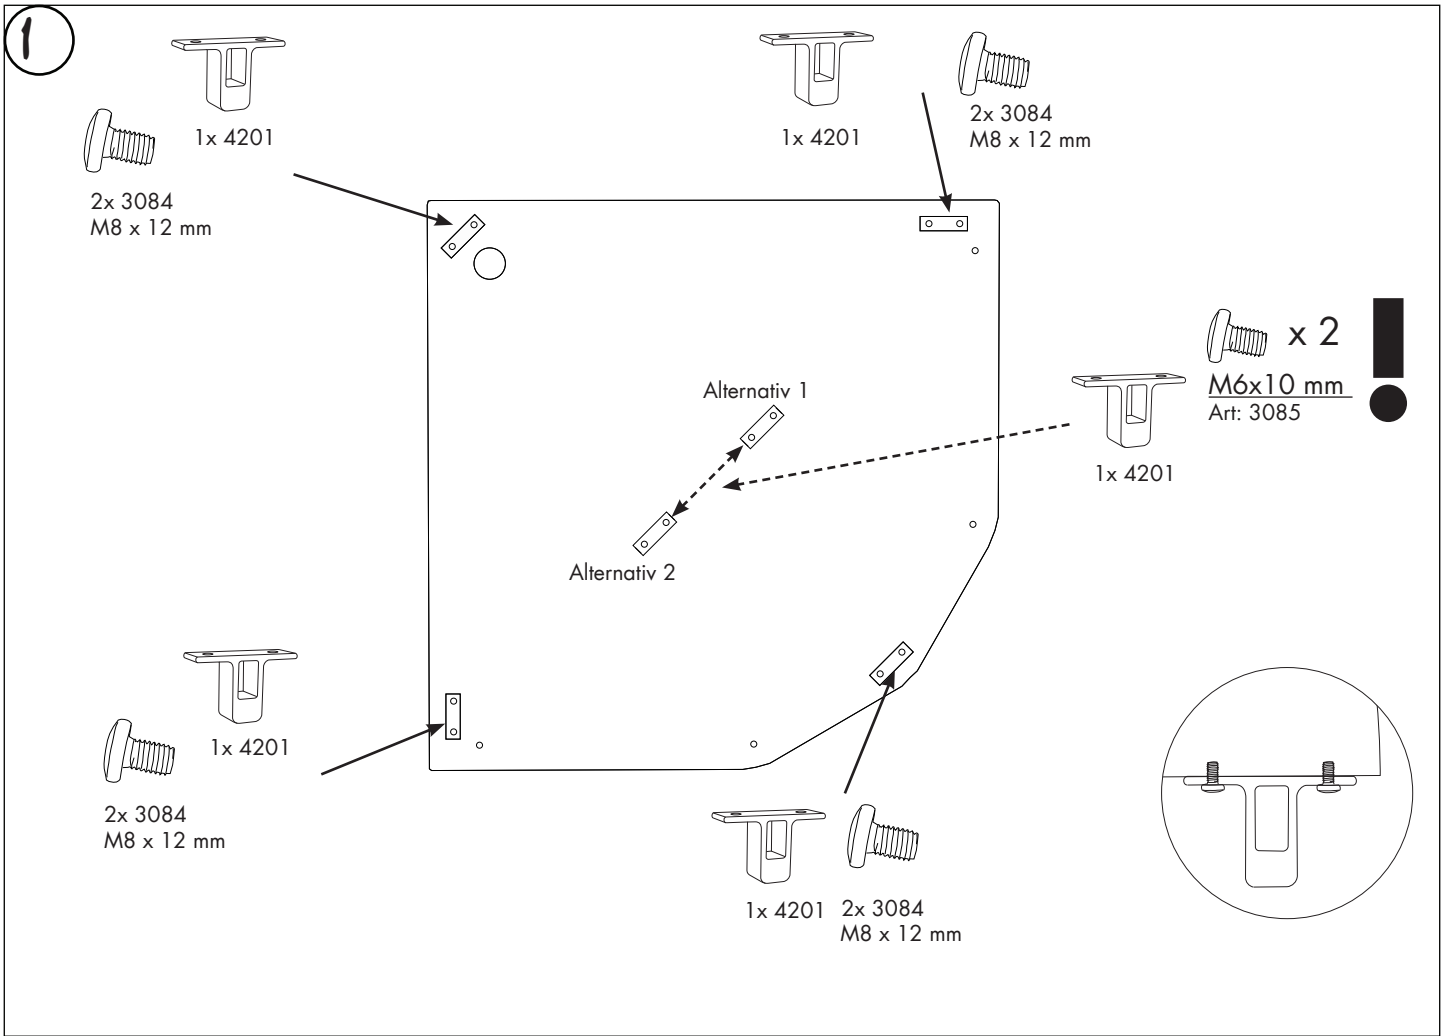 1
1x 4201
2x 3084
M8 x 12 mm
1x 4201
2x 3084
M8 x 12 mm
Alternativ 1
Alternativ 2
x 2
M6x10 mm
Art: 3085
1x 4201
1x 4201
2x 3084
M8 x 12 mm
1x 4201
2x 3084
M8 x 12 mm